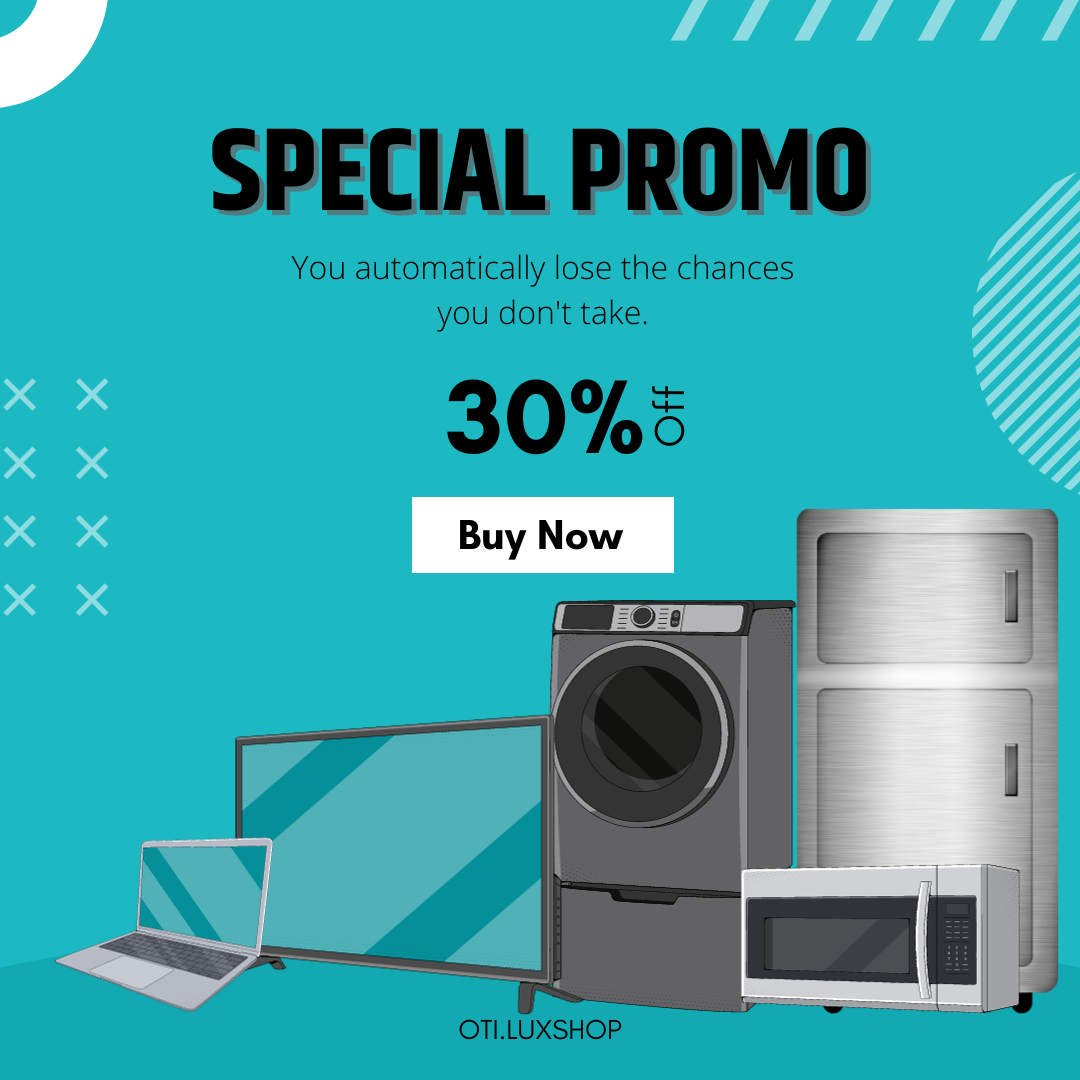 SPECIAL PROMO
You automatically lose the chances
you don't take.
30% Off
Buy Now
OTI.LUXSHOP